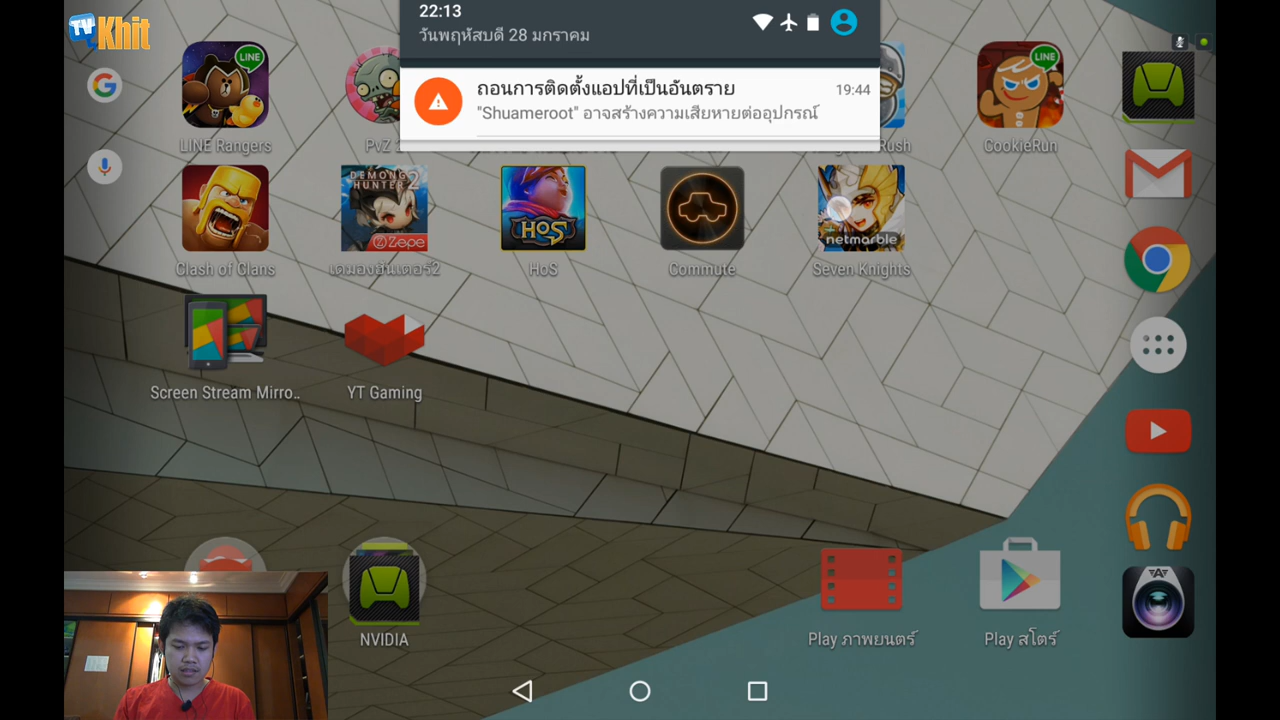 TV Khit
22:13
วันพฤหัสบดี 28 มกราคม
ถอนการติดตั้งแอปที่เป็นอันตราย
19:44
"Shuameroot" อาจสร้างความเสียหายต่ออุปกรณ์
LINE
LINE
LINE Rangers
PvZ
Rush
CookieRun
DEMONG
HUNTER 2
Zepe
HOS
netmarble
Clash of Clans
เดมองฮันเตอร์2
HoS
Commute
Seven Knights
Screen Stream Mirro..
YT Gaming
NVIDIA
Play ภาพยนตร์
Play สโตร์